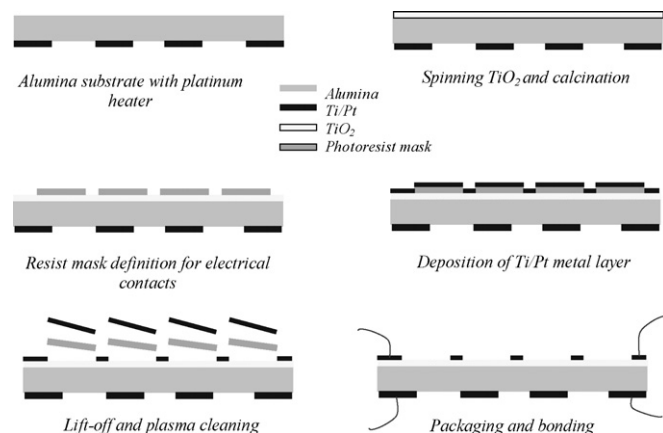 Alumina substrate with platinum
heater
Spinning TiO₂ and calcination
Alumina
Ti/Pt
TiO₂
Photoresist mask
Resist mask definition for electrical
contacts
Deposition of Ti/Pt metal layer
Lift-off and plasma cleaning
Packaging and bonding